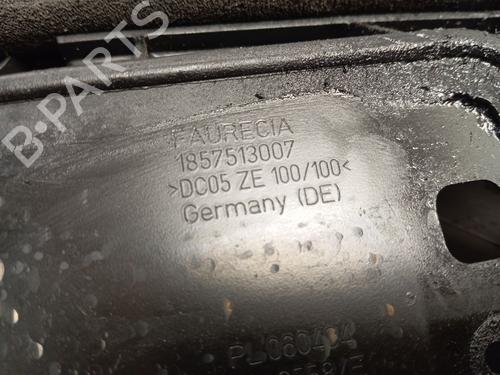 B-PARTS
FAURECIA
1857513007
>DC05 ZE 100/100<
Germany (DE)